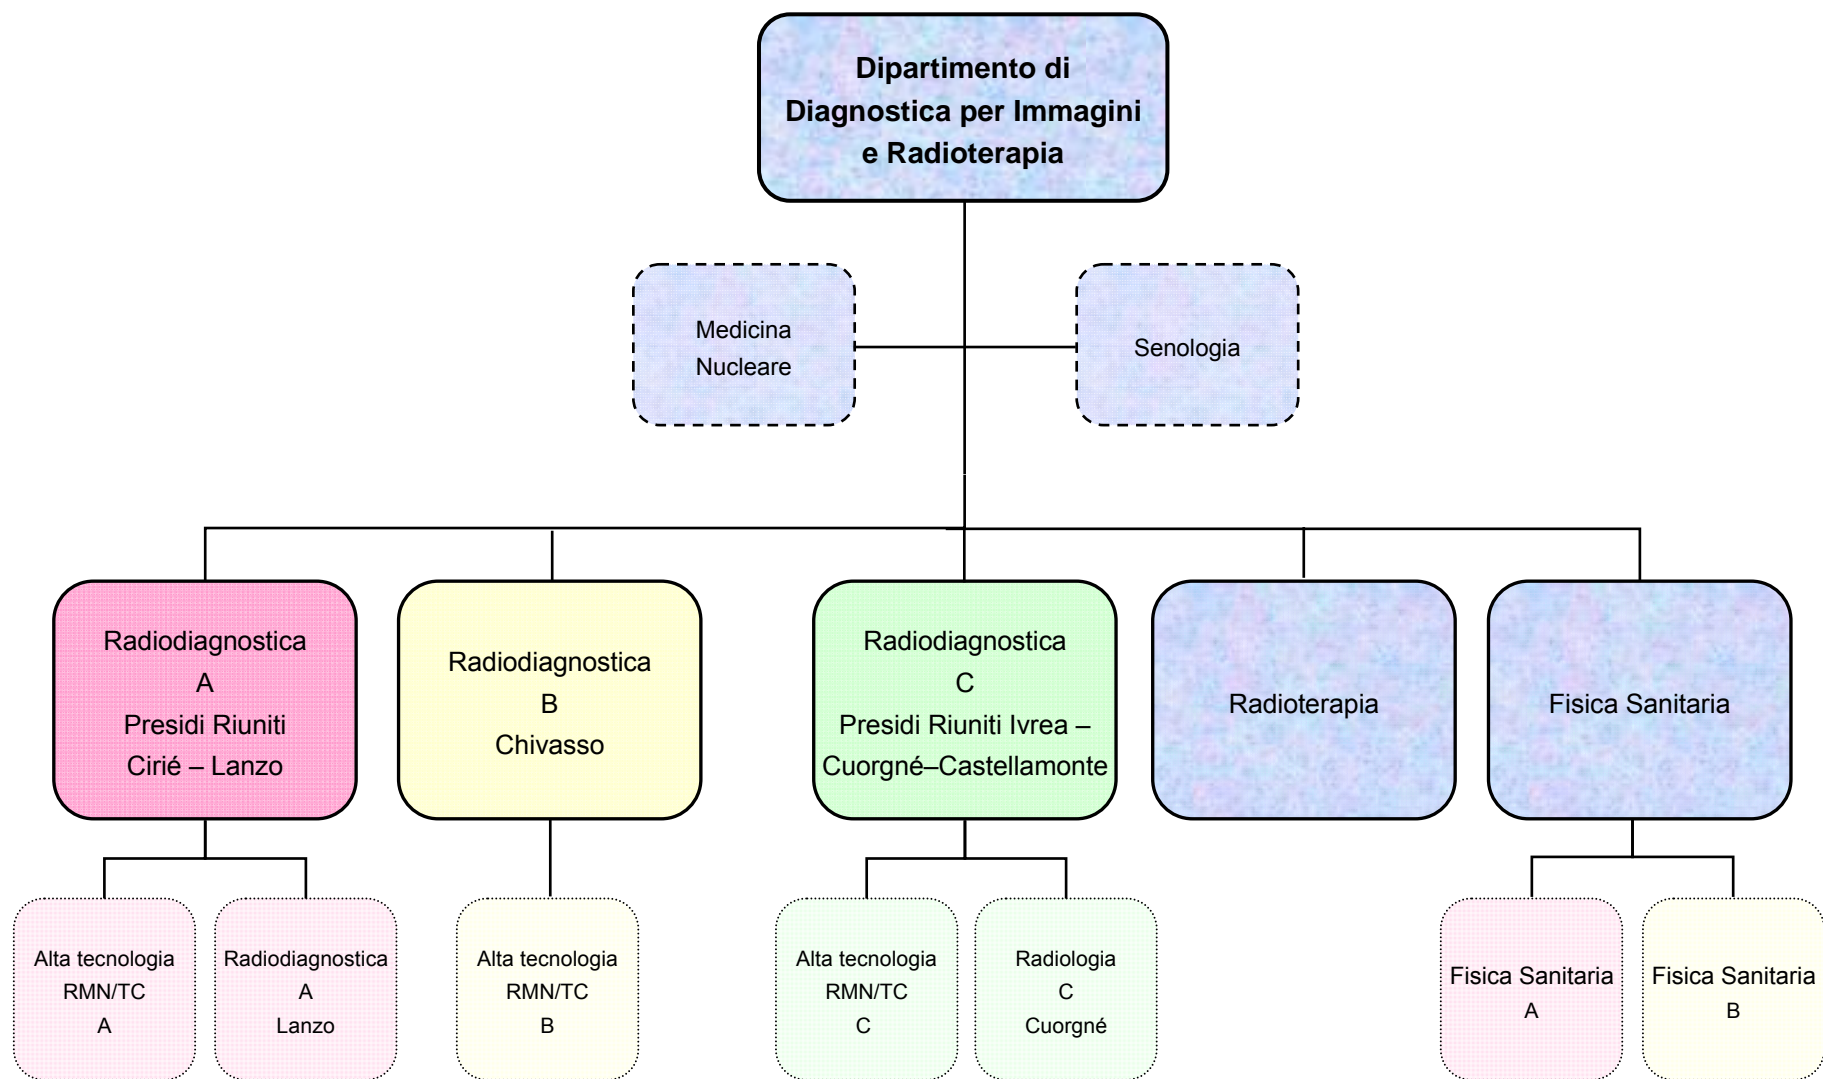 Dipartimento di
Diagnostica per Immagini
e Radioterapia
Medicina
Nucleare
Senologia
Radiodiagnostica
A
Presidi Riuniti
Cirié – Lanzo
Radiodiagnostica
B
Chivasso
Radiodiagnostica
C
Presidi Riuniti Ivrea –
Cuorgné–Castellamonte
Radioterapia
Fisica Sanitaria
Alta tecnologia
RMN/TC
A
Radiodiagnostica
A
Lanzo
Alta tecnologia
RMN/TC
B
Alta tecnologia
RMN/TC
C
Radiologia
C
Cuorgné
Fisica Sanitaria
A
Fisica Sanitaria
B